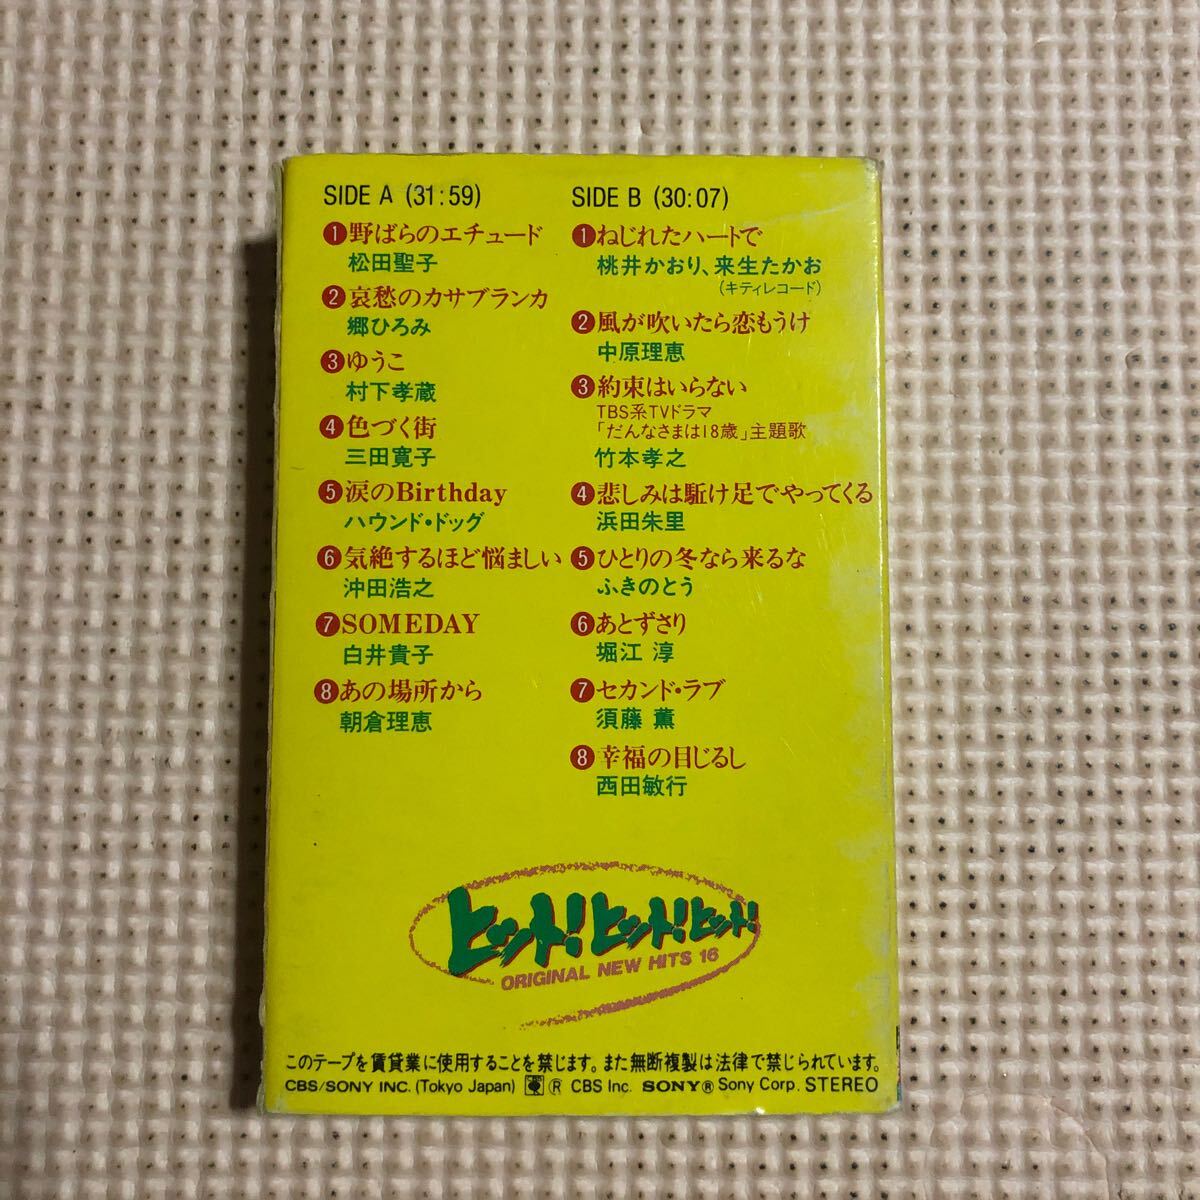 SIDE A (31:59)
❶野ばらのエチュード
松田聖子
❷哀愁のカサブランカ
郷ひろみ
❸ゆうこ
村下孝蔵
❹色づく街
三田寛子
❺涙のBirthday
ハウンド・ドッグ
❻気絶するほど悩ましい
沖田浩之
❼SOMEDAY
白井貴子
❽あの場所から
朝倉理恵
SIDE B (30:07)
❶ねじれたハートで
桃井かおり、来生たかお
(キティレコード)
❷風が吹いたら恋もうけ
中原理恵
❸約束はいらない
TBS系TVドラマ
「だんなさまは18歳」主題歌
竹本孝之
❹悲しみは駈け足でやってくる
浜田朱里
❺ひとりの冬なら来るな
ふきのとう
❻あとずさり
堀江 淳
❼セカンド・ラブ
須藤 薫
❽幸福の目じるし
西田敏行
ヒット!ヒット!ヒット!
ORIGINAL NEW HITS 16
このテープを賃貸業に使用することを禁じます。また無断複製は法律で禁じられています。
CBS/SONY INC. (Tokyo Japan) CBS ® CBS Inc. SONY® Sony Corp. STEREO